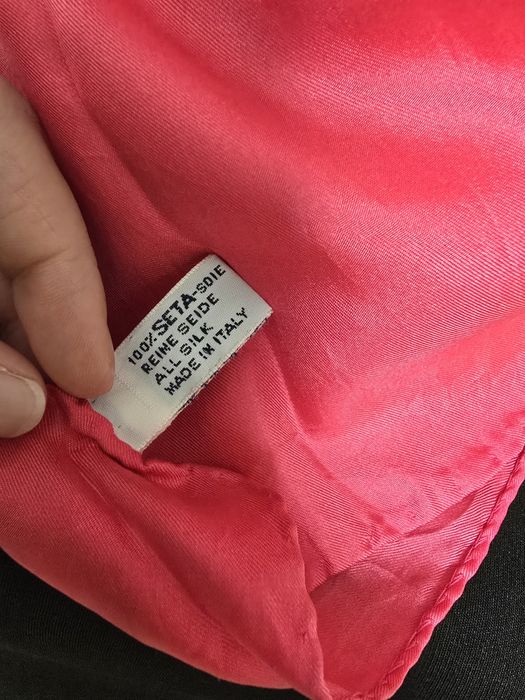 100% SETA-SOIE
REINE SEIDE
ALL SILK
MADE IN ITALY